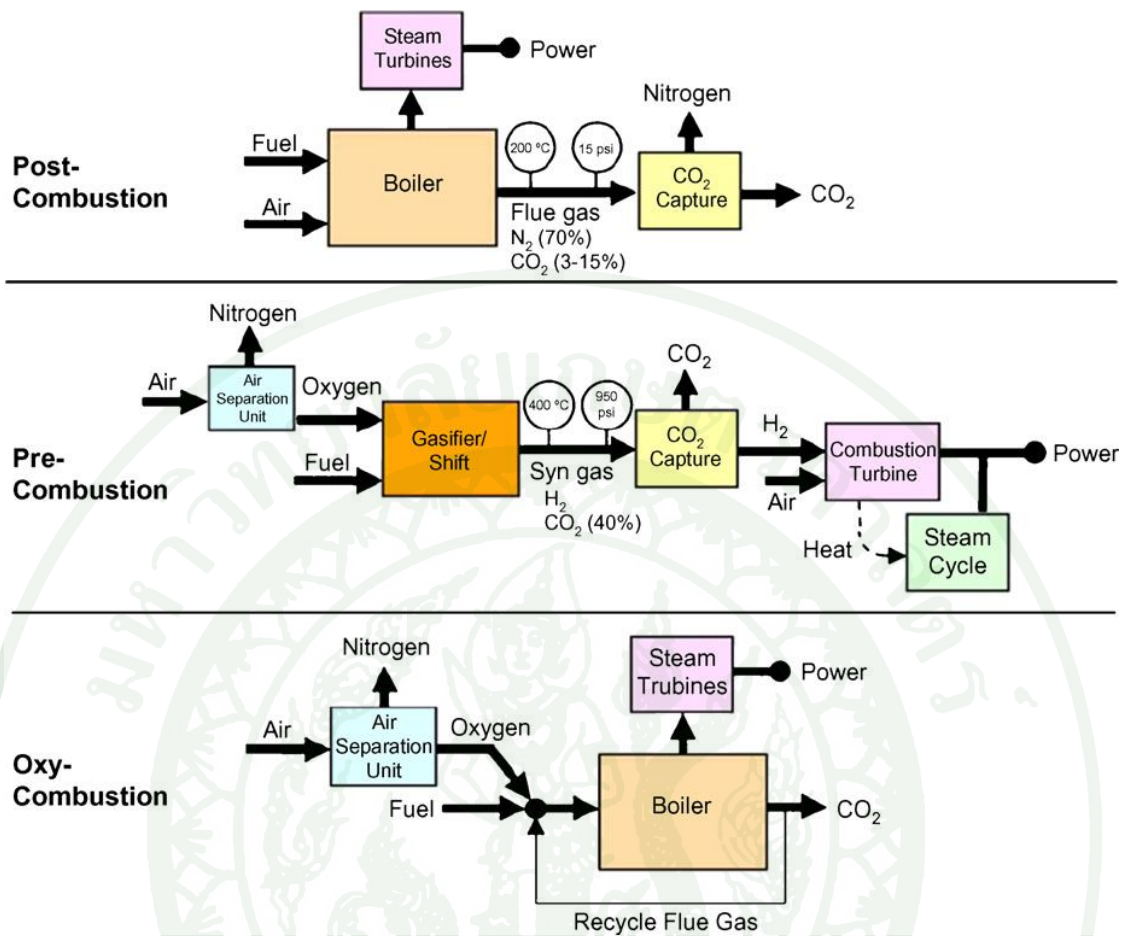 Steam
Turbines
Power
Nitrogen
Fuel
200 ºC
15 psi
Post-
Combustion
Boiler
CO₂
Capture
CO₂
Air
Flue gas
N₂ (70%)
CO₂ (3-15%)
Nitrogen
CO₂
Air
Air
Separation
Unit
Oxygen
400 ºC
950
psi
Pre-
Combustion
Gasifier/
Shift
CO₂
Capture
H₂
Combustion
Turbine
Power
Fuel
Syn gas
H₂
CO₂ (40%)
Air
Heat
Steam
Cycle
Nitrogen
Steam
Trubines
Power
Air
Air
Separation
Unit
Oxygen
Oxy-
Combustion
Fuel
Boiler
CO₂
Recycle Flue Gas